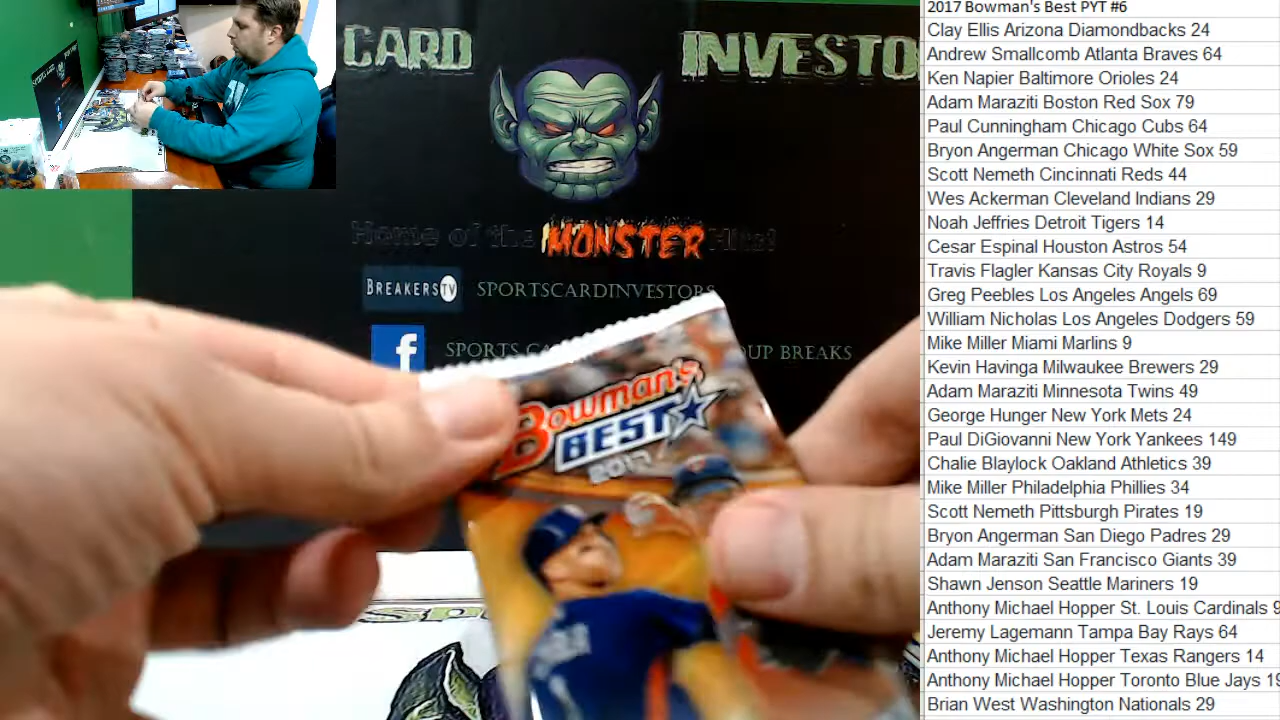 CARD INVESTO
Home of the MONSTER Hits!
BREAKERSTV SPORTSCARDINVESTORS
f SPORTS OUP BREAKS
Bowman's
BEST
2017
2017 Bowman's Best PYT #6
Clay Ellis Arizona Diamondbacks 24
Andrew Smallcomb Atlanta Braves 64
Ken Napier Baltimore Orioles 24
Adam Maraziti Boston Red Sox 79
Paul Cunningham Chicago Cubs 64
Bryon Angerman Chicago White Sox 59
Scott Nemeth Cincinnati Reds 44
Wes Ackerman Cleveland Indians 29
Noah Jeffries Detroit Tigers 14
Cesar Espinal Houston Astros 54
Travis Flagler Kansas City Royals 9
Greg Peebles Los Angeles Angels 69
William Nicholas Los Angeles Dodgers 59
Mike Miller Miami Marlins 9
Kevin Havinga Milwaukee Brewers 29
Adam Maraziti Minnesota Twins 49
George Hunger New York Mets 24
Paul DiGiovanni New York Yankees 149
Chalie Blaylock Oakland Athletics 39
Mike Miller Philadelphia Phillies 34
Scott Nemeth Pittsburgh Pirates 19
Bryon Angerman San Diego Padres 29
Adam Maraziti San Francisco Giants 39
Shawn Jenson Seattle Mariners 19
Anthony Michael Hopper St. Louis Cardinals
Jeremy Lagemann Tampa Bay Rays 64
Anthony Michael Hopper Texas Rangers 14
Anthony Michael Hopper Toronto Blue Jays 19
Brian West Washington Nationals 29